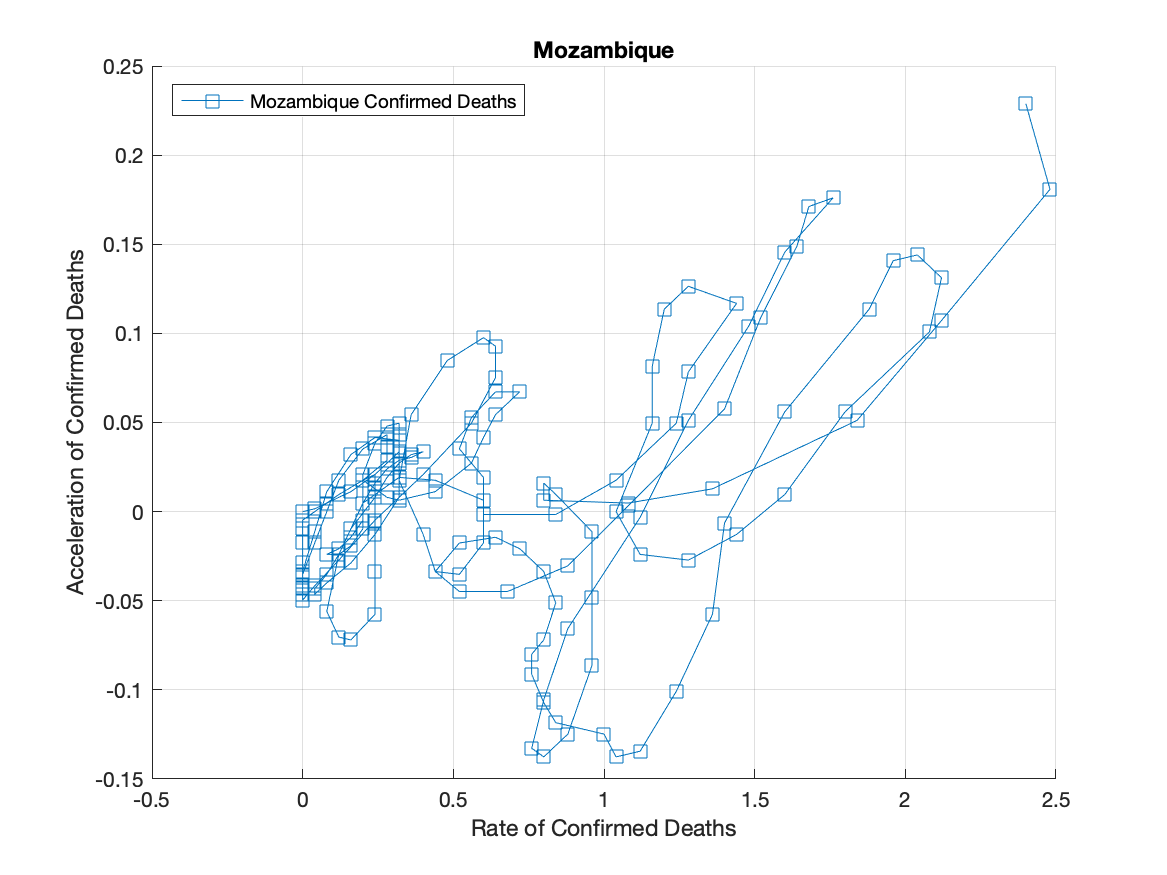 Mozambique
0.25
Mozambique Confirmed Deaths
0.2
0.15
0.1
0.05
0
-0.05
-0.1
-0.15
Acceleration of Confirmed Deaths
-0.5 0 0.5 1 1.5 2 2.5
Rate of Confirmed Deaths